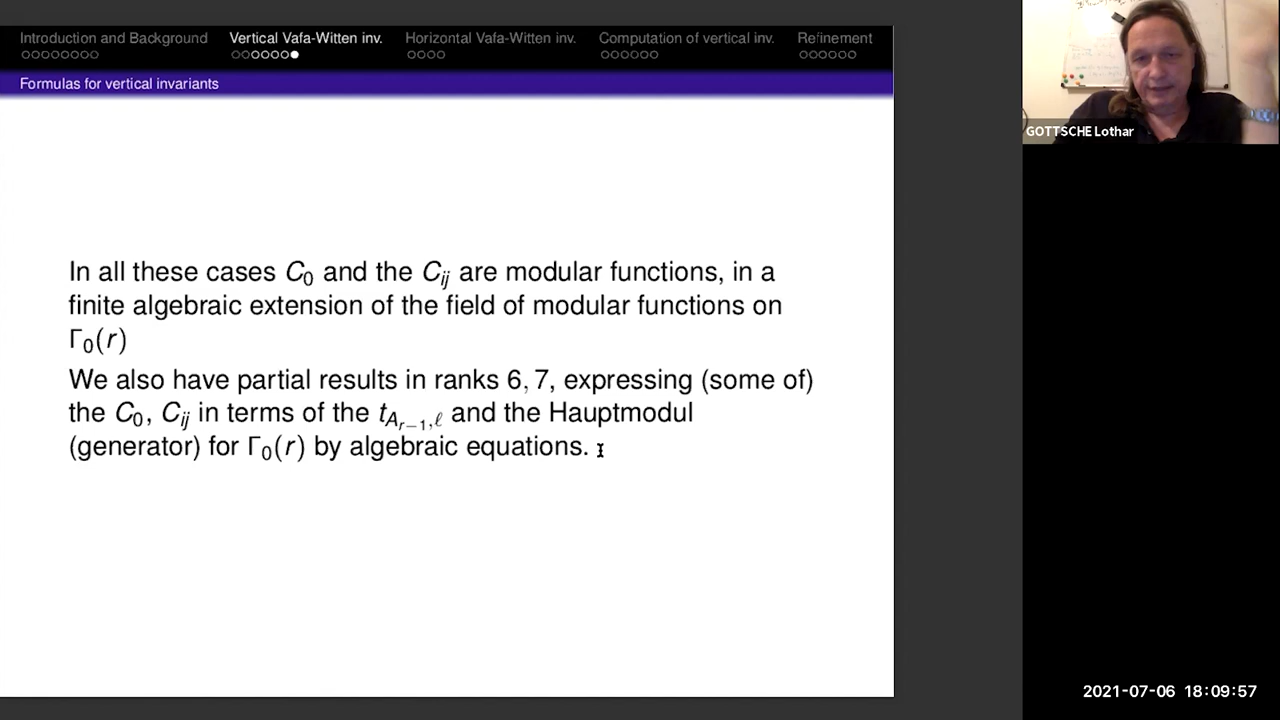 Introduction and Background Vertical Vafa-Witten inv. Horizontal Vafa-Witten inv. Computation of vertical inv. Refinement
Formulas for vertical invariants
In all these cases C₀ and the Cᵢⱼ are modular functions, in a
finite algebraic extension of the field of modular functions on
Γ₀(r)
We also have partial results in ranks 6, 7, expressing (some of)
the C₀, Cᵢⱼ in terms of the t_{A_{r−1},ℓ} and the Hauptmodul
(generator) for Γ₀(r) by algebraic equations.
GOTTSCHE Lothar
2021-07-06 18:09:57